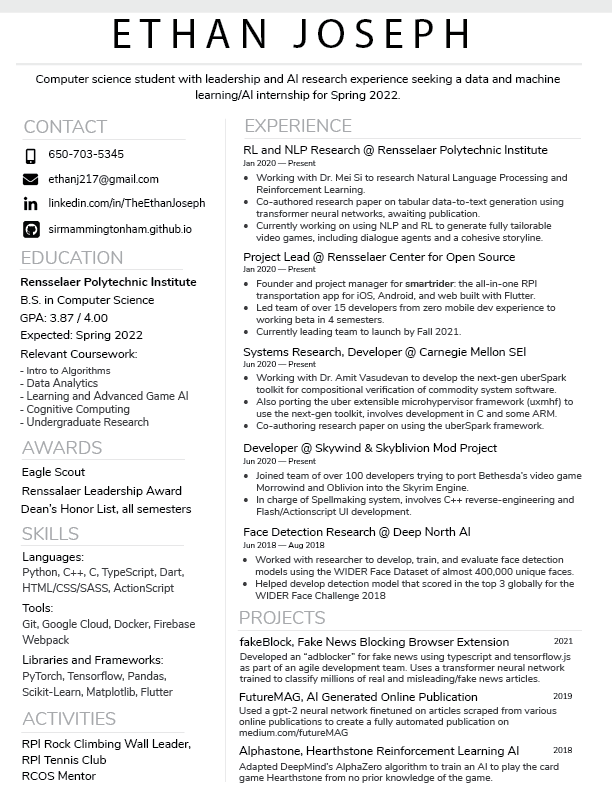 ETHAN JOSEPH
Computer science student with leadership and AI research experience seeking a data and machine
learning/AI internship for Spring 2022.
CONTACT
650-703-5345
ethanj217@gmail.com
linkedin.com/in/TheEthanJoseph
sirmammingtonham.github.io
EDUCATION
Rensselaer Polytechnic Institute
B.S. in Computer Science
GPA: 3.87 / 4.00
Expected: Spring 2022
Relevant Coursework:
- Intro to Algorithms
- Data Analytics
- Learning and Advanced Game AI
- Cognitive Computing
- Undergraduate Research
AWARDS
Eagle Scout
Renssalaer Leadership Award
Dean's Honor List, all semesters
SKILLS
Languages:
Python, C++, C, TypeScript, Dart,
HTML/CSS/SASS, ActionScript
Tools:
Git, Google Cloud, Docker, Firebase
Webpack
Libraries and Frameworks:
PyTorch, Tensorflow, Pandas,
Scikit-Learn, Matplotlib, Flutter
ACTIVITIES
RPI Rock Climbing Wall Leader,
RPI Tennis Club
RCOS Mentor
EXPERIENCE
RL and NLP Research @ Rensselaer Polytechnic Institute
Jan 2020 — Present
• Working with Dr. Mei Si to research Natural Language Processing and
Reinforcement Learning.
• Co-authored research paper on tabular data-to-text generation using
transformer neural networks, awaiting publication.
• Currently working on using NLP and RL to generate fully tailorable
video games, including dialogue agents and a cohesive storyline.
Project Lead @ Rensselaer Center for Open Source
Jan 2020 — Present
• Founder and project manager for smartrider: the all-in-one RPI
transportation app for iOS, Android, and web built with Flutter.
• Led team of over 15 developers from zero mobile dev experience to
working beta in 4 semesters.
• Currently leading team to launch by Fall 2021.
Systems Research, Developer @ Carnegie Mellon SEI
Jun 2020 — Present
• Working with Dr. Amit Vasudevan to develop the next-gen uberSpark
toolkit for compositional verification of commodity system software.
• Also porting the uber extensible microhypervisor framework (uxmhf) to
use the next-gen toolkit, involves development in C and some ARM.
• Co-authoring research paper on using the uberSpark framework.
Developer @ Skywind & Skyblivion Mod Project
Jun 2020 — Present
• Joined team of over 100 developers trying to port Bethesda's video game
Morrowind and Oblivion into the Skyrim Engine.
• In charge of Spellmaking system, involves C++ reverse-engineering and
Flash/Actionscript UI development.
Face Detection Research @ Deep North AI
Jun 2018 — Aug 2018
• Worked with researcher to develop, train, and evaluate face detection
models using the WIDER Face Dataset of almost 400,000 unique faces.
• Helped develop detection model that scored in the top 3 globally for the
WIDER Face Challenge 2018
PROJECTS
fakeBlock, Fake News Blocking Browser Extension 2021
Developed an "adblocker" for fake news using typescript and tensorflow.js
as part of an agile development team. Uses a transformer neural network
trained to classify millions of real and misleading/fake news articles.
FutureMAG, AI Generated Online Publication 2019
Used a gpt-2 neural network finetuned on articles scraped from various
online publications to create a fully automated publication on
medium.com/futureMAG
Alphastone, Hearthstone Reinforcement Learning AI 2018
Adapted DeepMind's AlphaZero algorithm to train an AI to play the card
game Hearthstone from no prior knowledge of the game.